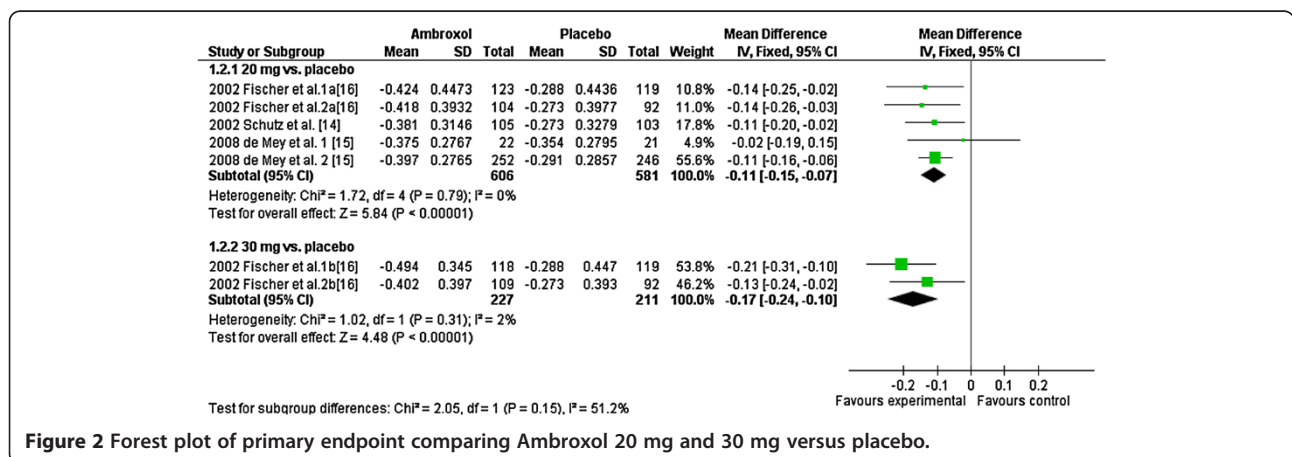 Ambroxol Placebo Mean Difference Mean Difference
Study or Subgroup Mean SD Total Mean SD Total Weight IV, Fixed, 95% CI IV, Fixed, 95% CI
1.2.1 20 mg vs. placebo
2002 Fischer et al.1a[16] -0.424 0.4473 123 -0.288 0.4436 119 10.8% -0.14 [-0.25, -0.02]
2002 Fischer et al.2a[16] -0.418 0.3932 104 -0.273 0.3977 92 11.0% -0.14 [-0.26, -0.03]
2002 Schutz et al. [14] -0.381 0.3146 105 -0.273 0.3279 103 17.8% -0.11 [-0.20, -0.02]
2008 de Mey et al. 1 [15] -0.375 0.2767 22 -0.354 0.2795 21 4.9% -0.02 [-0.19, 0.15]
2008 de Mey et al. 2 [15] -0.397 0.2765 252 -0.291 0.2857 246 55.6% -0.11 [-0.16, -0.06]
Subtotal (95% CI) 606 581 100.0% -0.11 [-0.15, -0.07]
Heterogeneity: Chi² = 1.72, df = 4 (P = 0.79); I² = 0%
Test for overall effect: Z = 5.84 (P < 0.00001)
1.2.2 30 mg vs. placebo
2002 Fischer et al.1b[16] -0.494 0.345 118 -0.288 0.447 119 53.8% -0.21 [-0.31, -0.10]
2002 Fischer et al.2b[16] -0.402 0.397 109 -0.273 0.393 92 46.2% -0.13 [-0.24, -0.02]
Subtotal (95% CI) 227 211 100.0% -0.17 [-0.24, -0.10]
Heterogeneity: Chi² = 1.02, df = 1 (P = 0.31); I² = 2%
Test for overall effect: Z = 4.48 (P < 0.00001)
-0.2 -0.1 0 0.1 0.2
Favours experimental Favours control
Test for subgroup differences: Chi² = 2.05, df = 1 (P = 0.15), I² = 51.2%
Figure 2 Forest plot of primary endpoint comparing Ambroxol 20 mg and 30 mg versus placebo.